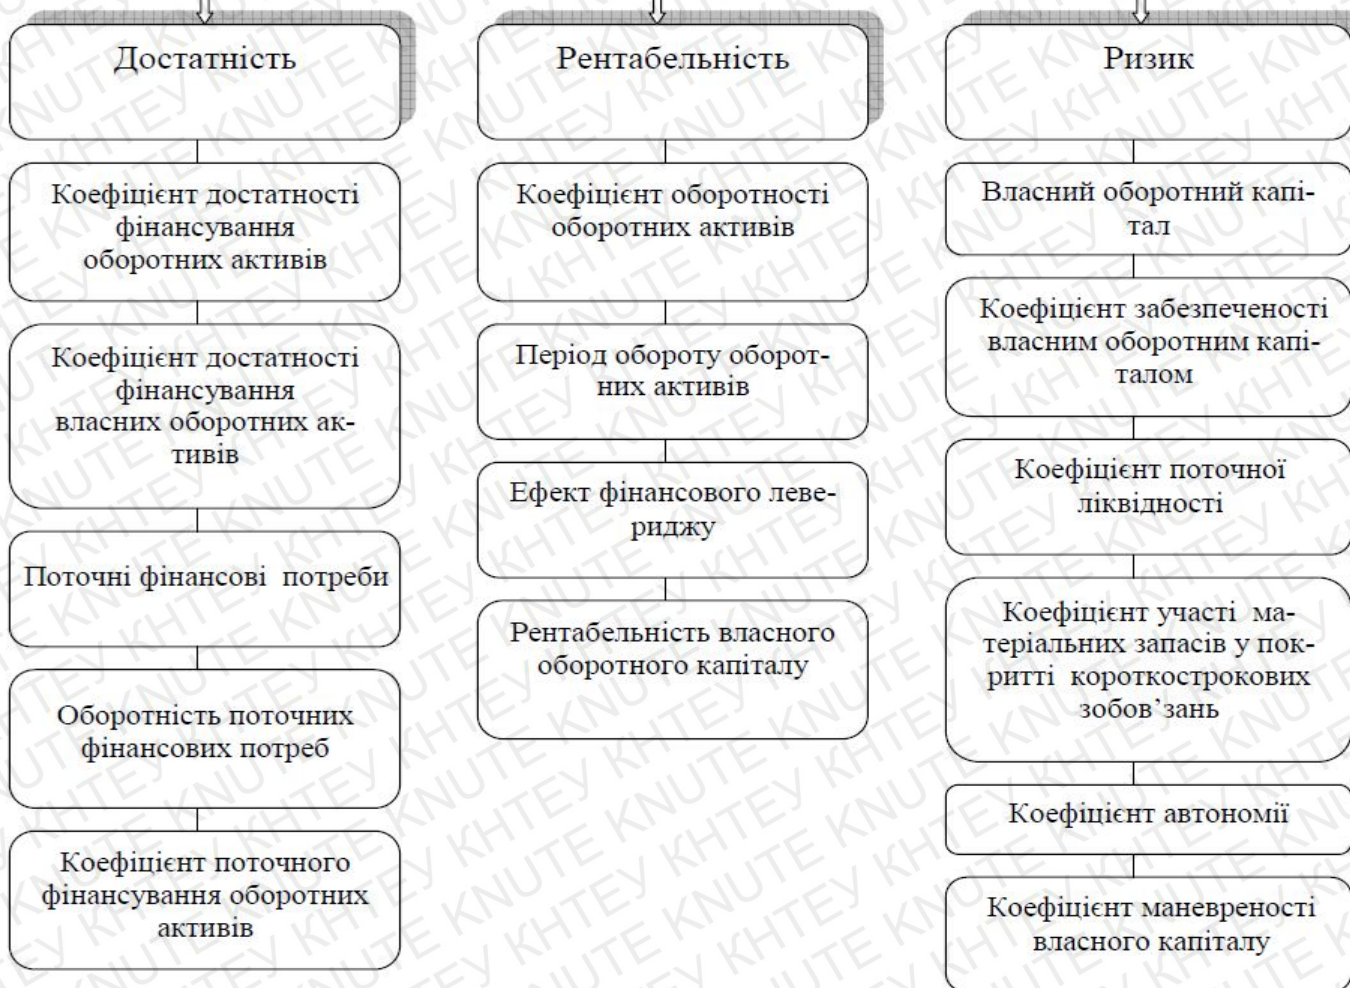 Достатність
Коефіцієнт достатності
фінансування
оборотних активів
Коефіцієнт достатності
фінансування
власних оборотних ак-
тивів
Поточні фінансові потреби
Оборотність поточних
фінансових потреб
Коефіцієнт поточного
фінансування оборотних
активів
Рентабельність
Коефіцієнт оборотності
оборотних активів
Період обороту оборот-
них активів
Ефект фінансового леве-
риджу
Рентабельність власного
оборотного капіталу
Ризик
Власний оборотний капі-
тал
Коефіцієнт забезпеченості
власним оборотним капі-
талом
Коефіцієнт поточної
ліквідності
Коефіцієнт участі ма-
теріальних запасів у пок-
ритті короткострокових
зобов’язань
Коефіцієнт автономії
Коефіцієнт маневреності
власного капіталу